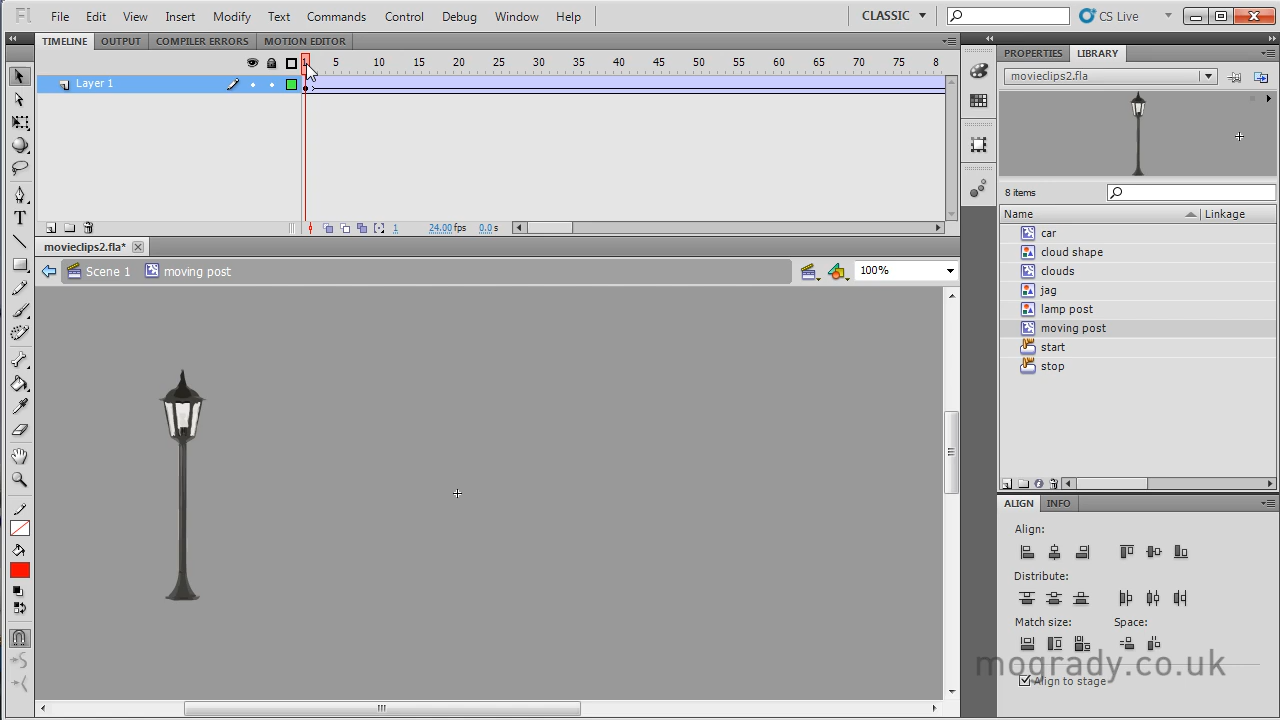 Fl File Edit View Insert Modify Text Commands Control Debug Window Help CLASSIC CS Live
TIMELINE OUTPUT COMPILER ERRORS MOTION EDITOR
1 5 10 15 20 25 30 35 40 45 50 55 60 65 70 75 8
Layer 1
1 24.00 fps 0.0 s
movieclips2.fla*
Scene 1 moving post 100%
PROPERTIES LIBRARY
movieclips2.fla
8 items
Name Linkage
car
cloud shape
clouds
jag
lamp post
moving post
start
stop
ALIGN INFO
Align:
Distribute:
Match size: Space:
mogrady.co.uk
Align to stage